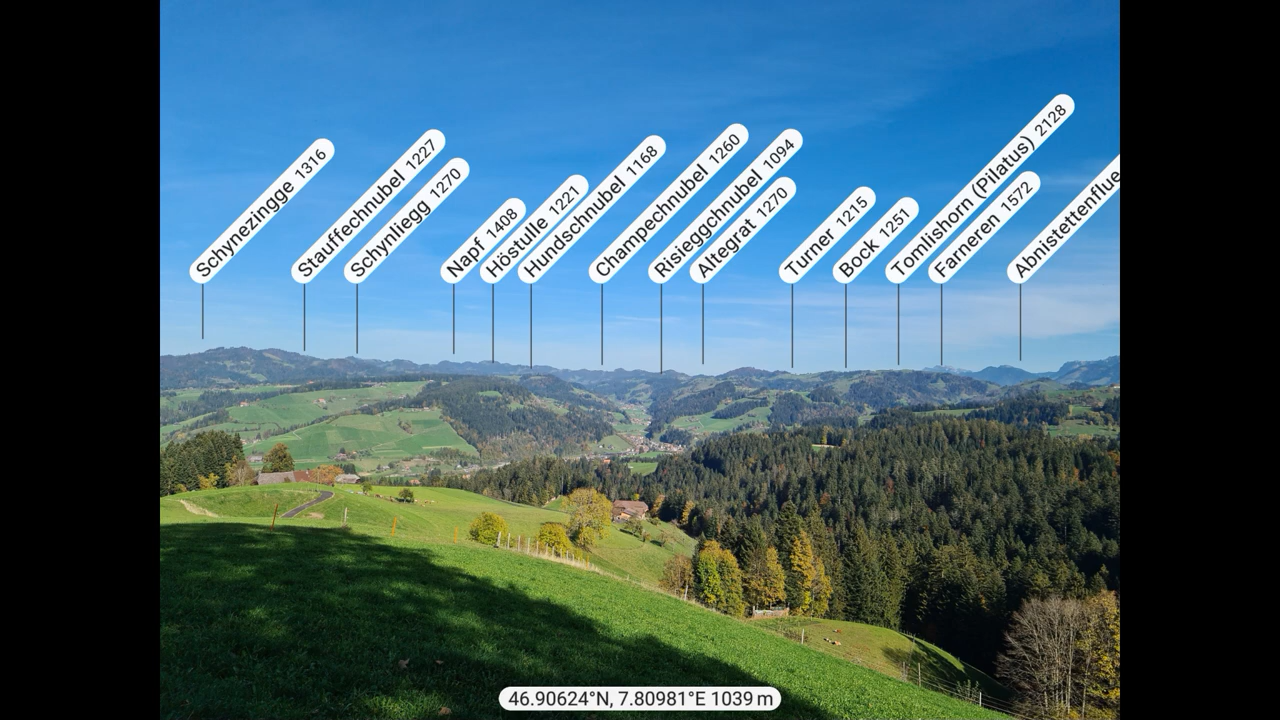 Schynezingge 1316
Stauffechnubel 1227
Schynliegg 1270
Napf 1408
Höstulle 1221
Hundschnubel 1168
Champechnubel 1260
Risieggchnubel 1094
Altegrat 1270
Turner 1215
Bock 1251
Tomlishorn (Pilatus) 2128
Farneren 1572
Abnistettenflue
46.90624°N, 7.80981°E 1039 m